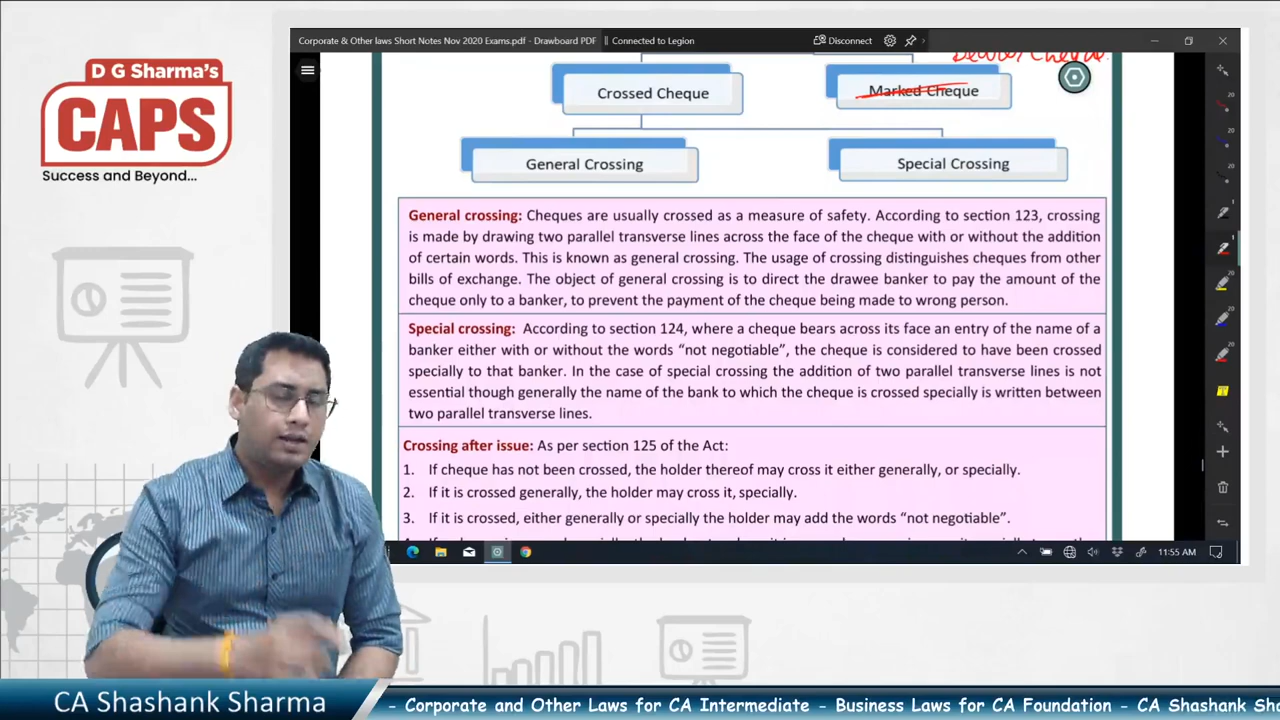 D G Sharma's
CAPS
Success and Beyond...
Corporate & Other laws Short Notes Nov 2020 Exams.pdf - Drawboard PDF
Connected to Legion
Disconnect
Crossed Cheque
Marked Cheque
General Crossing
Special Crossing
General crossing: Cheques are usually crossed as a measure of safety. According to section 123, crossing
is made by drawing two parallel transverse lines across the face of the cheque with or without the addition
of certain words. This is known as general crossing. The usage of crossing distinguishes cheques from other
bills of exchange. The object of general crossing is to direct the drawee banker to pay the amount of the
cheque only to a banker, to prevent the payment of the cheque being made to wrong person.
Special crossing: According to section 124, where a cheque bears across its face an entry of the name of a
banker either with or without the words “not negotiable”, the cheque is considered to have been crossed
specially to that banker. In the case of special crossing the addition of two parallel transverse lines is not
essential though generally the name of the bank to which the cheque is crossed specially is written between
two parallel transverse lines.
Crossing after issue: As per section 125 of the Act:
1. If cheque has not been crossed, the holder thereof may cross it either generally, or specially.
2. If it is crossed generally, the holder may cross it, specially.
3. If it is crossed, either generally or specially the holder may add the words “not negotiable”.
11:55 AM
CA Shashank Sharma
- Corporate and Other Laws for CA Intermediate - Business Laws for CA Foundation - CA Shashank Sh